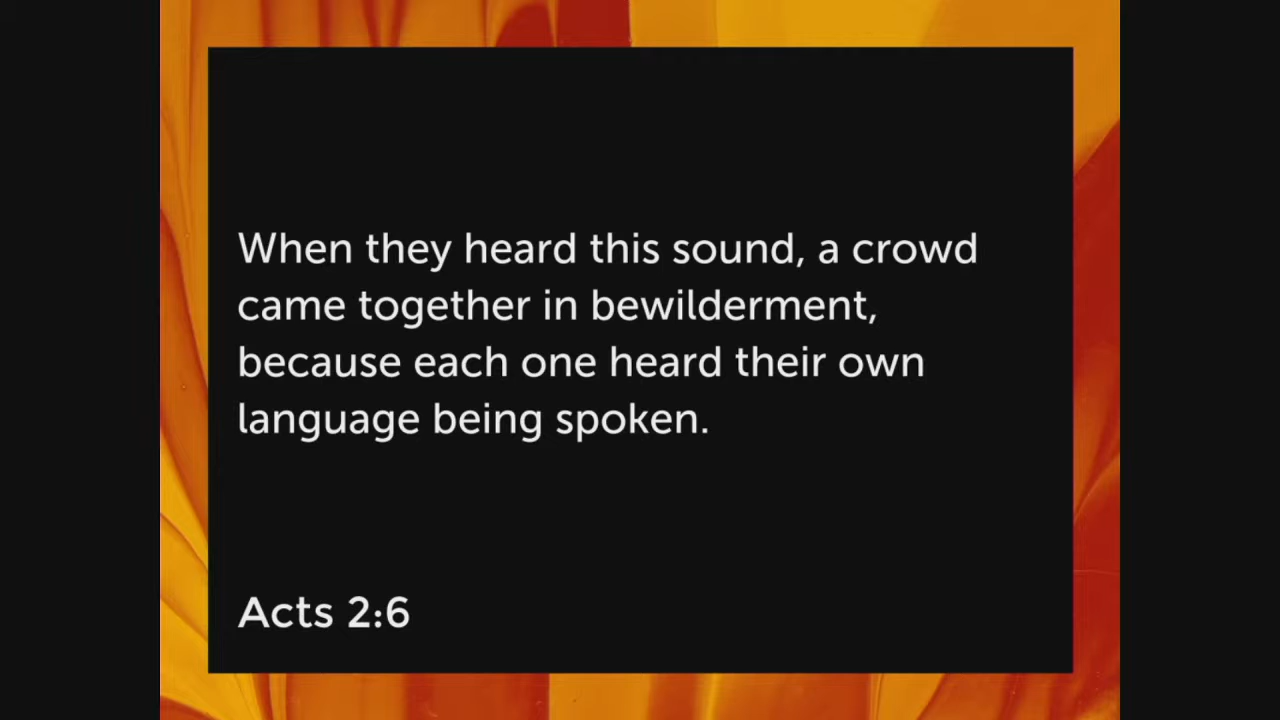 When they heard this sound, a crowd
came together in bewilderment,
because each one heard their own
language being spoken.
Acts 2:6